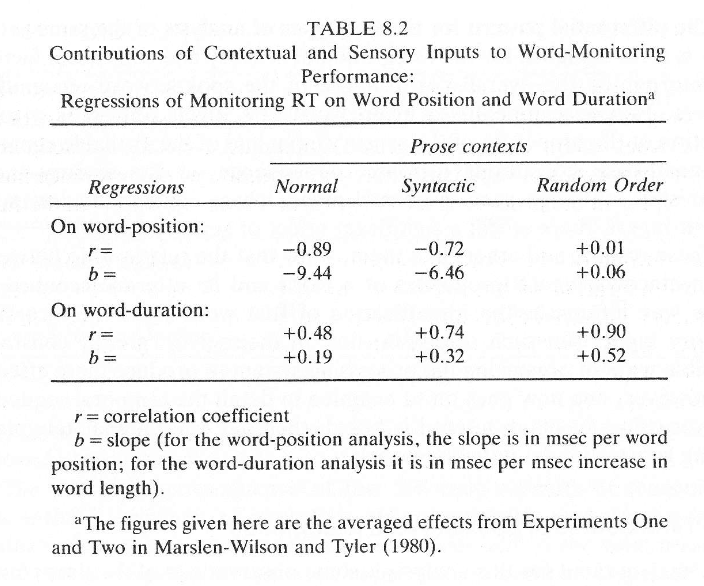 TABLE 8.2
Contributions of Contextual and Sensory Inputs to Word-Monitoring
Performance:
Regressions of Monitoring RT on Word Position and Word Durationᵃ
Prose contexts
Regressions Normal Syntactic Random Order
On word-position:
r = −0.89 −0.72 +0.01
b = −9.44 −6.46 +0.06
On word-duration:
r = +0.48 +0.74 +0.90
b = +0.19 +0.32 +0.52
r = correlation coefficient
b = slope (for the word-position analysis, the slope is in msec per word
position; for the word-duration analysis it is in msec per msec increase in
word length).
ᵃThe figures given here are the averaged effects from Experiments One
and Two in Marslen-Wilson and Tyler (1980).